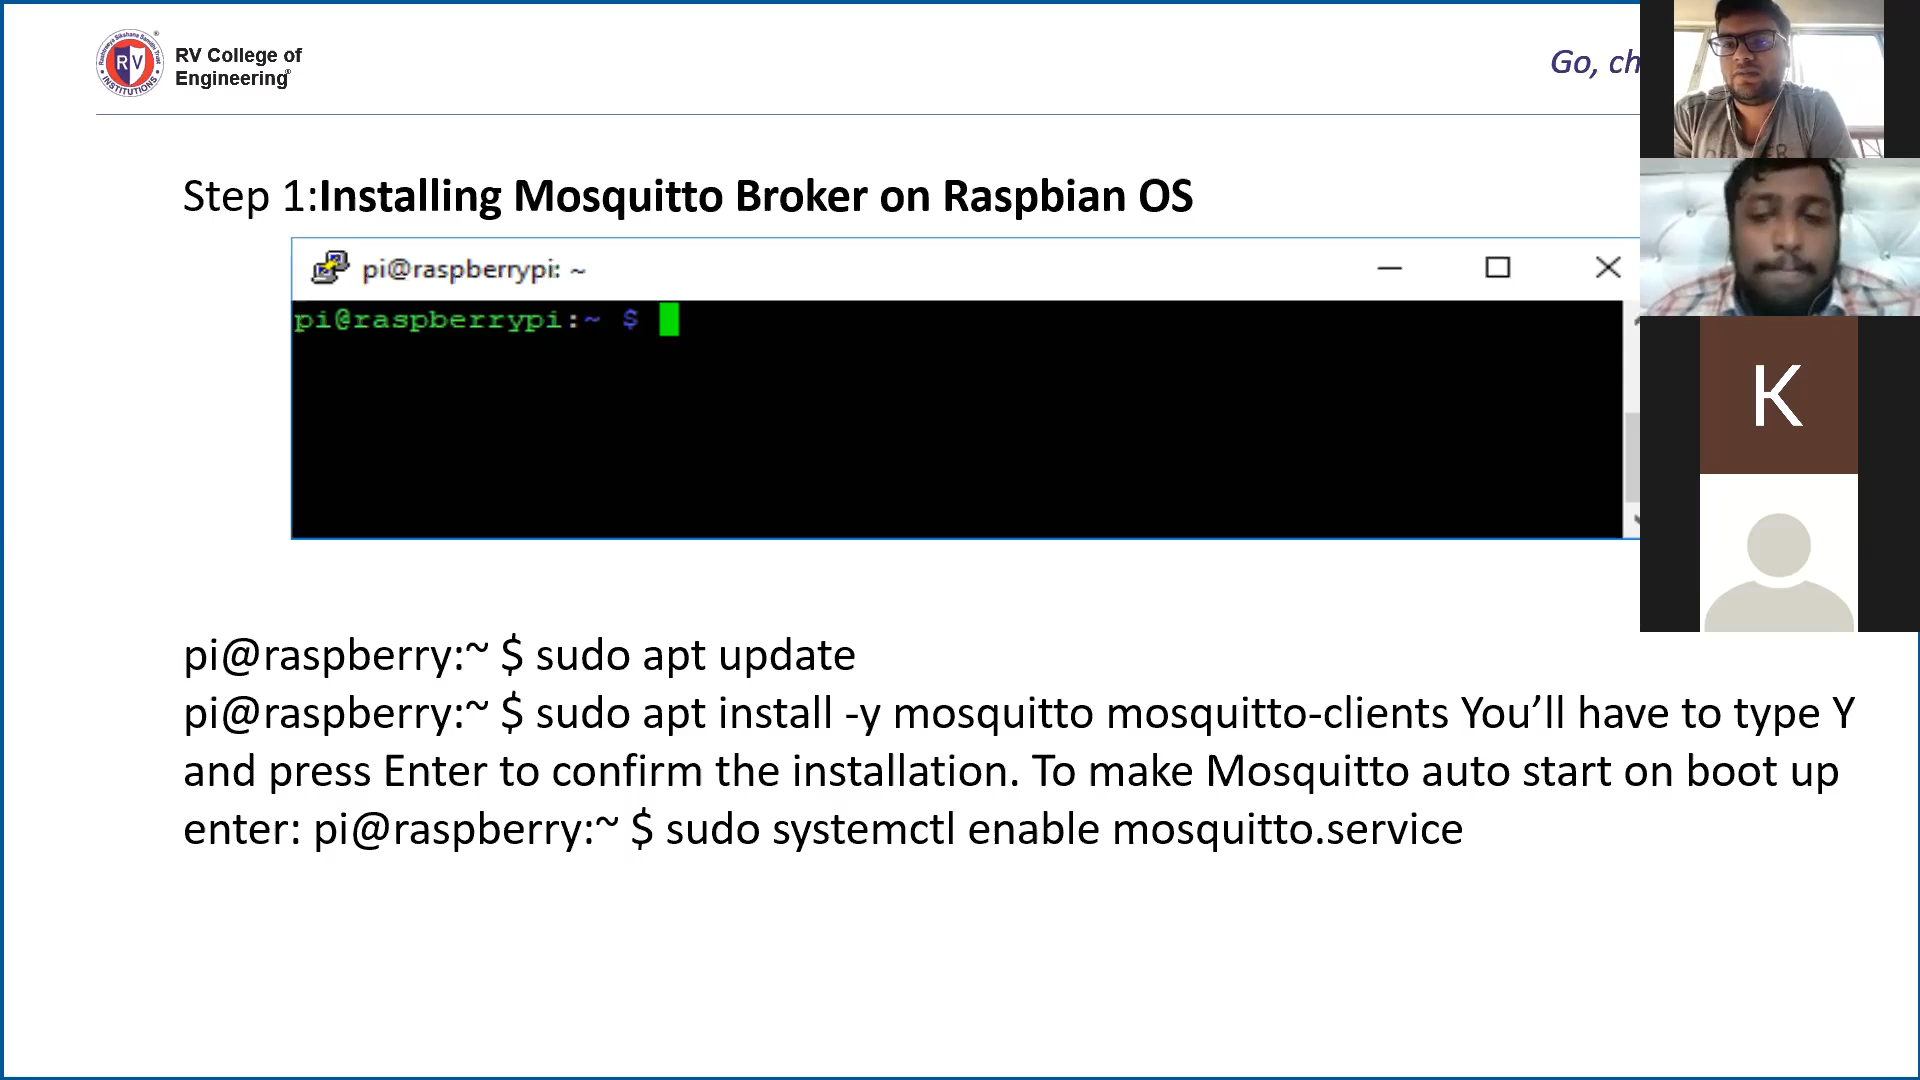 RV College of
Engineering
Go, ch
Step 1:Installing Mosquitto Broker on Raspbian OS
pi@raspberrypi: ~
pi@raspberrypi:~ $
K
pi@raspberry:~ $ sudo apt update
pi@raspberry:~ $ sudo apt install -y mosquitto mosquitto-clients You’ll have to type Y
and press Enter to confirm the installation. To make Mosquitto auto start on boot up
enter: pi@raspberry:~ $ sudo systemctl enable mosquitto.service
RV
INSTITUTIONS